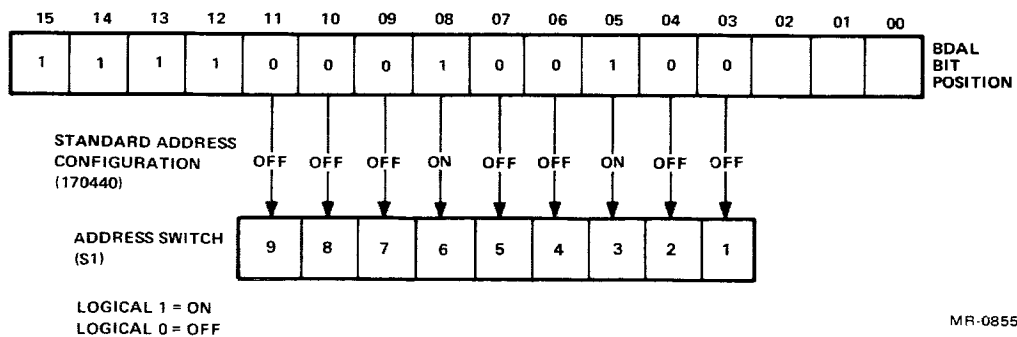 15 14 13 12 11 10 09 08 07 06 05 04 03 02 01 00
1 1 1 1 0 0 0 1 0 0 1 0 0
BDAL
BIT
POSITION
STANDARD ADDRESS
CONFIGURATION
(170440)
OFF OFF OFF ON OFF OFF ON OFF OFF
ADDRESS SWITCH
(S1)
9 8 7 6 5 4 3 2 1
LOGICAL 1 = ON
LOGICAL 0 = OFF
MR-0855